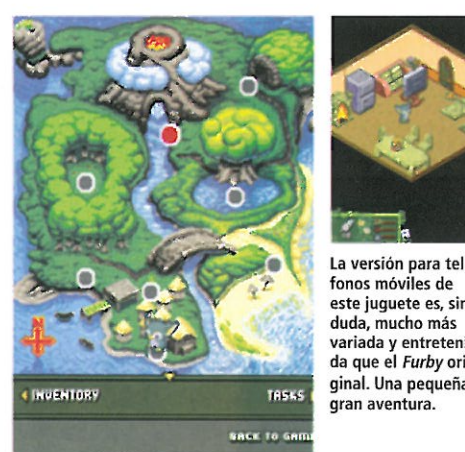 INVENTORY
TASKS
BACK TO
La versión para tel
fonos móviles de
este juguete es, sin
duda, mucho más
variada y entreteni
da que el Furby ori
ginal. Una pequeña
gran aventura.